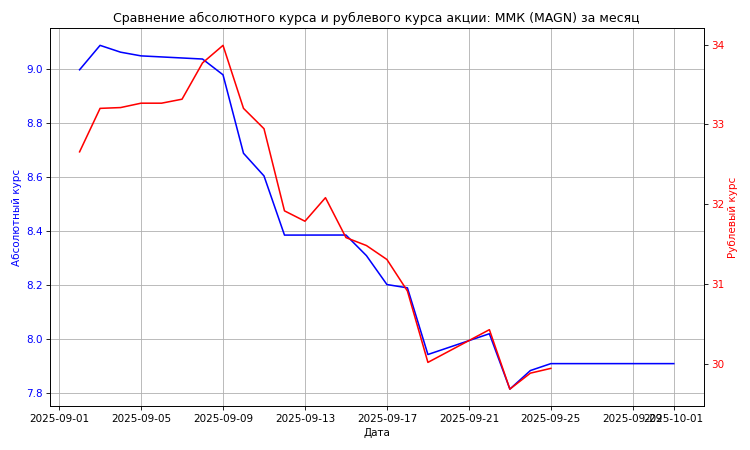 Сравнение абсолютного курса и рублевого курса акции: ММК (MAGN) за месяц
Абсолютный курс
9.0
8.8
8.6
8.4
8.2
8.0
7.8
34
33
32
31
30
Рублевый курс
2025-09-01 2025-09-05 2025-09-09 2025-09-13 2025-09-17 2025-09-21 2025-09-25 2025-09-29 2025-10-01
Дата